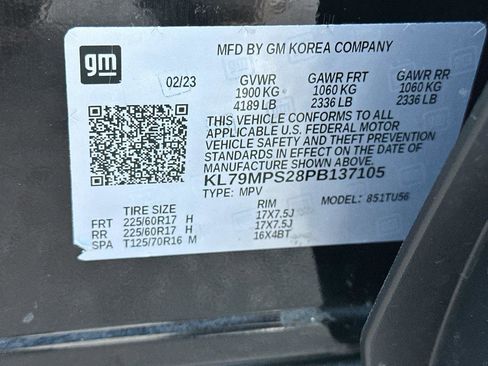 MFD BY GM KOREA COMPANY
gm
02/23 GVWR GAWR FRT GAWR RR
1900 KG 1060 KG 1060 KG
4189 LB 2336 LB 2336 LB
THIS VEHICLE CONFORMS TO ALL
APPLICABLE U.S. FEDERAL MOTOR
VEHICLE SAFETY AND THEFT PREVENTION
STANDARDS IN EFFECT ON THE DATE OF
MANUFACTURE SHOWN ABOVE.
KL79MPS28PB137105
TYPE: MPV MODEL: 851TU56
TIRE SIZE RIM
FRT 225/60R17 H 17X7.5J
RR 225/60R17 H 17X7.5J
SPA T125/70R16 M 16X4BT